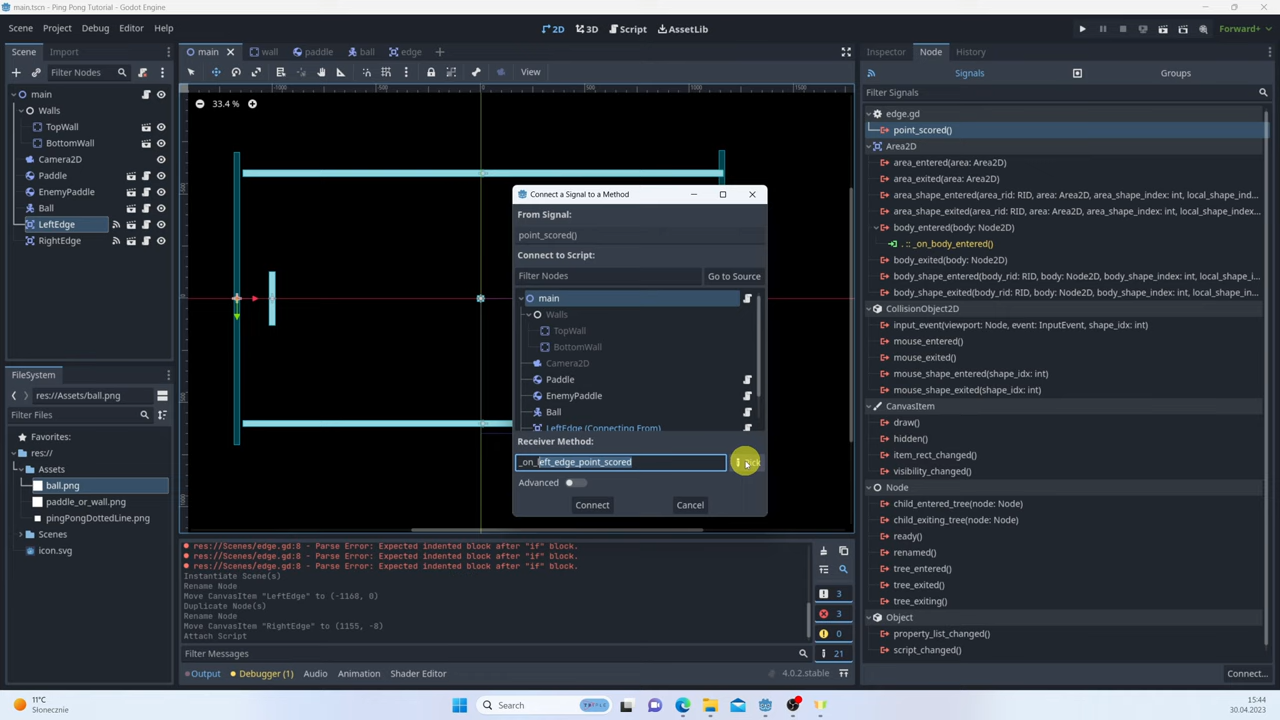 main.tscn - Ping Pong Tutorial - Godot Engine
Scene Project Debug Editor Help
2D 3D Script AssetLib
Forward+
Scene Import
main wall paddle ball edge
Inspector Node History
Filter Nodes
View
Signals Groups
Filter Signals
main
Walls
TopWall
BottomWall
Camera2D
Paddle
EnemyPaddle
Ball
LeftEdge
RightEdge
33.4 %
FileSystem
res://Assets/ball.png
Filter Files
Favorites:
res://
Assets
ball.png
paddle_or_wall.png
pingPongDottedLine.png
Scenes
icon.svg
Connect a Signal to a Method
From Signal:
point_scored()
Connect to Script:
Filter Nodes Go to Source
main
Walls
TopWall
BottomWall
Camera2D
Paddle
EnemyPaddle
Ball
LeftEdge (Connecting From)
Receiver Method:
_on_left_edge_point_scored
Advanced
Connect Cancel
edge.gd
point_scored()
Area2D
area_entered(area: Area2D)
area_exited(area: Area2D)
area_shape_entered(area_rid: RID, area: Area2D, area_shape_index: int, local_shape_index: int,...
area_shape_exited(area_rid: RID, area: Area2D, area_shape_index: int, local_shape_index: int,...
body_entered(body: Node2D)
. :: _on_body_entered()
body_exited(body: Node2D)
body_shape_entered(body_rid: RID, body: Node2D, body_shape_index: int, local_shape_index: in...
body_shape_exited(body_rid: RID, body: Node2D, body_shape_index: int, local_shape_index: int,...
CollisionObject2D
input_event(viewport: Node, event: InputEvent, shape_idx: int)
mouse_entered()
mouse_exited()
mouse_shape_entered(shape_idx: int)
mouse_shape_exited(shape_idx: int)
CanvasItem
draw()
hidden()
item_rect_changed()
visibility_changed()
Node
child_entered_tree(node: Node)
child_exiting_tree(node: Node)
ready()
renamed()
tree_entered()
tree_exited()
tree_exiting()
Object
property_list_changed()
script_changed()
Connect...
res://Scenes/edge.gd:8 - Parse Error: Expected indented block after "if" block.
res://Scenes/edge.gd:8 - Parse Error: Expected indented block after "if" block.
res://Scenes/edge.gd:8 - Parse Error: Expected indented block after "if" block.
Instantiate Scene(s)
Rename Node
Move CanvasItem "LeftEdge" to (-1168, 0)
Duplicate Node(s)
Rename Node
Move CanvasItem "RightEdge" to (1155, -8)
Attach Script
3
3
0
21
Filter Messages
Output Debugger (1) Audio Animation Shader Editor 4.0.2.stable
11°C
Słonecznie
Search
15:44
30.04.2023